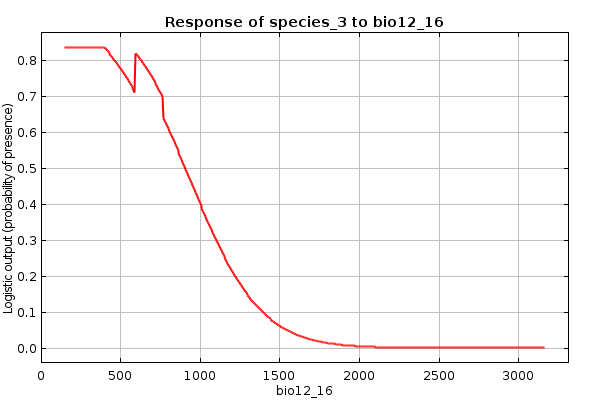 Response of species_3 to bio12_16
Logistic output (probability of presence)
0.8
0.7
0.6
0.5
0.4
0.3
0.2
0.1
0.0
0 500 1000 1500 2000 2500 3000
bio12_16